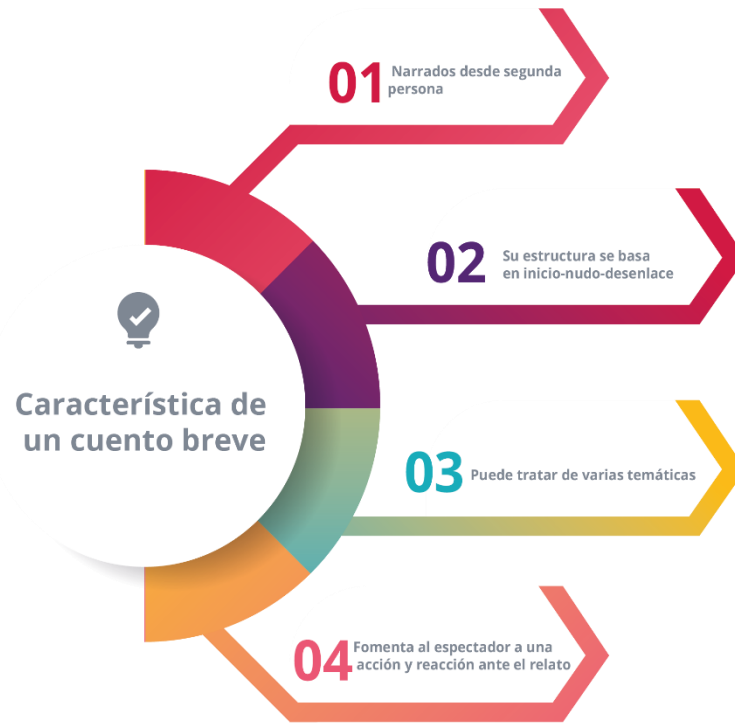 Característica de
un cuento breve
01
Narrados desde segunda
persona
02
Su estructura se basa
en inicio-nudo-desenlace
03
Puede tratar de varias temáticas
04
Fomenta al espectador a una
acción y reacción ante el relato